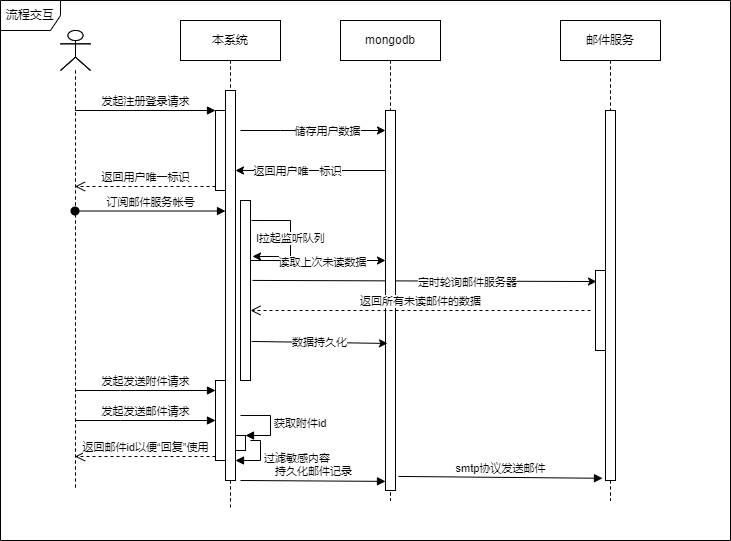 流程交互
本系统
mongodb
邮件服务
发起注册登录请求
储存用户数据
返回用户唯一标识
返回用户唯一标识
订阅邮件服务帐号
l拉起监听队列
读取上次未读数据
定时轮询邮件服务器
返回所有未读邮件的数据
数据持久化
发起发送附件请求
发起发送邮件请求
获取附件id
返回邮件id以便“回复”使用
过滤敏感内容
持久化邮件记录
smtp协议发送邮件